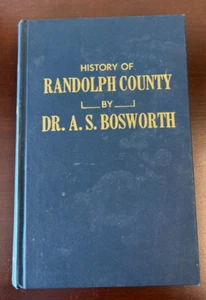 HISTORY OF
RANDOLPH COUNTY
BY
DR. A. S. BOSWORTH